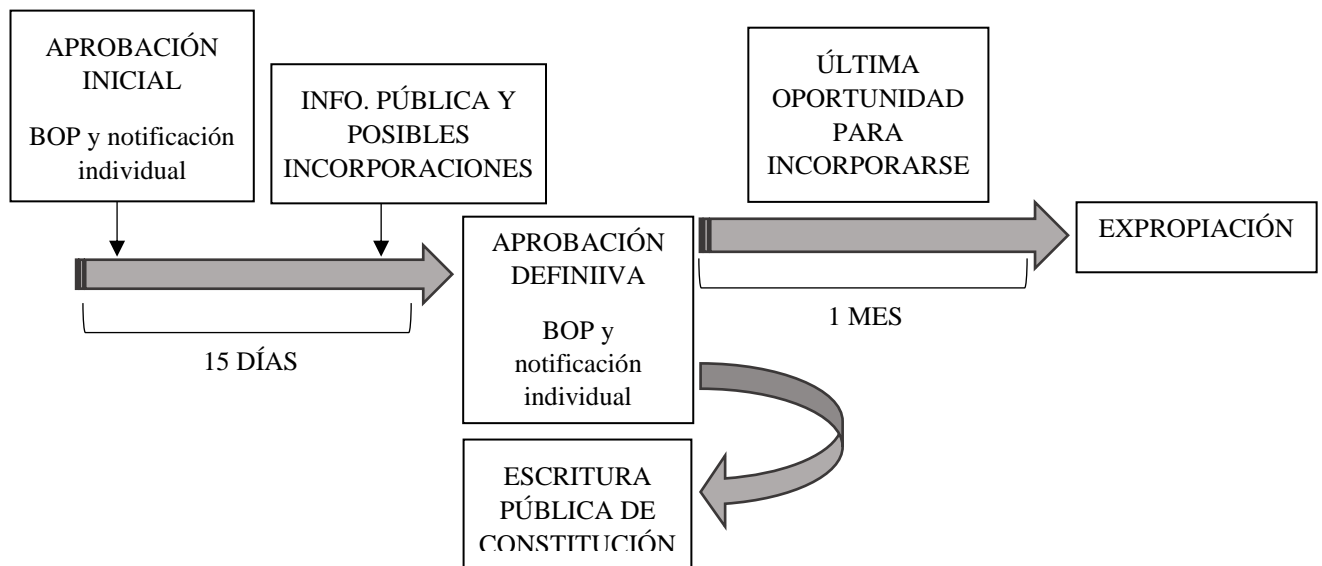 APROBACIÓN
INICIAL
BOP y notificación
individual
INFO. PÚBLICA Y
POSIBLES
INCORPORACIONES
15 DÍAS
APROBACIÓN
DEFINIIVA
BOP y
notificación
individual
ESCRITURA
PÚBLICA DE
CONSTITUCIÓN
ÚLTIMA
OPORTUNIDAD
PARA
INCORPORARSE
1 MES
EXPROPIACIÓN